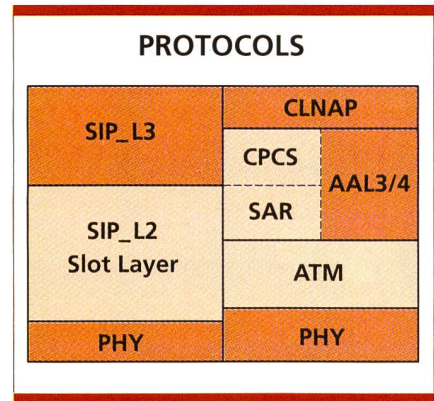 PROTOCOLS
SIP_L3
SIP_L2
Slot Layer
PHY
CLNAP
CPCS
AAL3/4
SAR
ATM
PHY